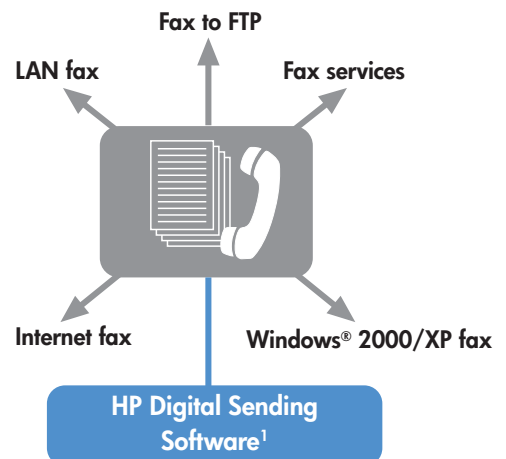 Fax to FTP
LAN fax
Fax services
Internet fax
Windows® 2000/XP fax
HP Digital Sending
Software¹